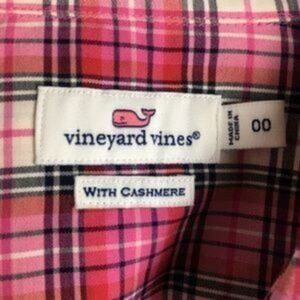 vineyard vines®
MADE IN
CHINA
00
WITH CASHMERE